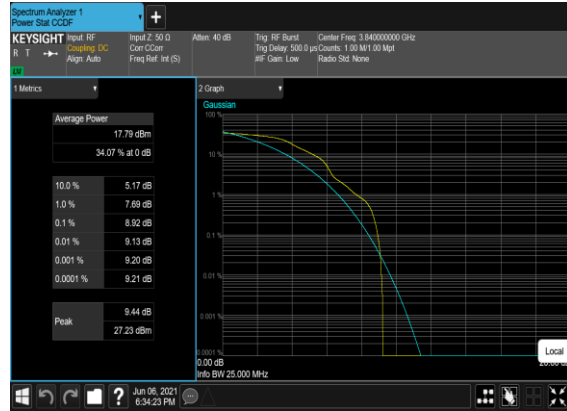 Spectrum Analyzer 1
Power Stat CCDF
KEYSIGHT
R T
LW
Input: RF
Coupling: DC
Align: Auto
Input Z: 50 Ω
Corr CCorr
Freq Ref: Int (S)
Atten: 40 dB
Trig: RF Burst
Trig Delay: 500.0 µs
#IF Gain: Low
Center Freq: 3.840000000 GHz
Counts: 1.00 M/1.00 Mpt
Radio Std: None
1 Metrics
Average Power
17.79 dBm
34.07 % at 0 dB
10.0 % 5.17 dB
1.0 % 7.69 dB
0.1 % 8.92 dB
0.01 % 9.13 dB
0.001 % 9.20 dB
0.0001 % 9.21 dB
Peak
9.44 dB
27.23 dBm
2 Graph
Gaussian
100 %
10 %
1 %
0.1 %
0.01 %
0.001 %
0.0001 %
0.00 dB
Info BW 25.000 MHz
Local
Jun 06, 2021
6:34:23 PM